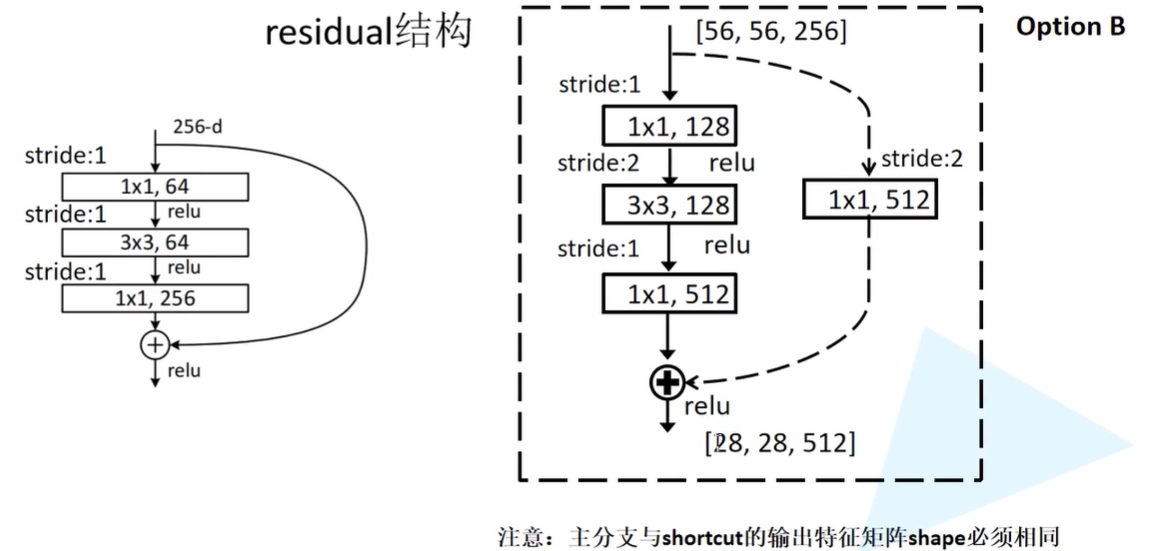 residual结构
256-d
stride:1
1x1, 64
relu
stride:1
3x3, 64
relu
stride:1
1x1, 256
relu
Option B
[56, 56, 256]
stride:1
1x1, 128
relu
stride:2
3x3, 128
relu
stride:1
1x1, 512
stride:2
1x1, 512
relu
[28, 28, 512]
注意：主分支与shortcut的输出特征矩阵shape必须相同